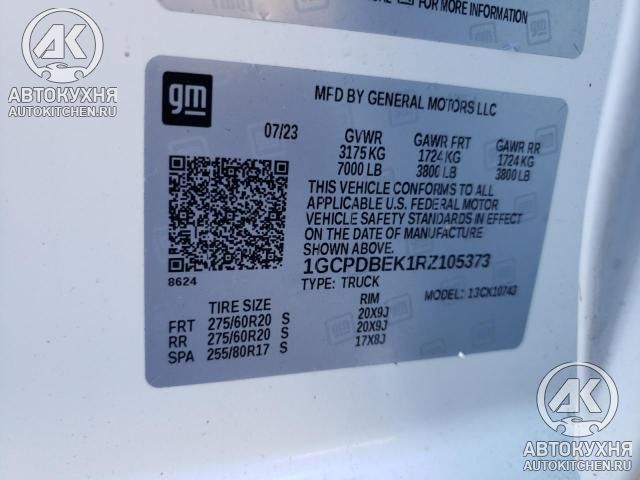 FOR MORE INFORMATION
АК
АВТОКУХНЯ
AUTOKITCHEN.RU
gm
MFD BY GENERAL MOTORS LLC
07/23 GVWR GAWR FRT GAWR RR
3175 KG 1724 KG 1724 KG
7000 LB 3800 LB 3800 LB
THIS VEHICLE CONFORMS TO ALL
APPLICABLE U.S. FEDERAL MOTOR
VEHICLE SAFETY STANDARDS IN EFFECT
ON THE DATE OF MANUFACTURE
SHOWN ABOVE.
1GCPDBEK1RZ105373
8624
TYPE: TRUCK MODEL: 13CK10743
TIRE SIZE RIM
FRT 275/60R20 S 20X9J
RR 275/60R20 S 20X9J
SPA 255/80R17 S 17X8J
АК
АВТОКУХНЯ
AUTOKITCHEN.RU